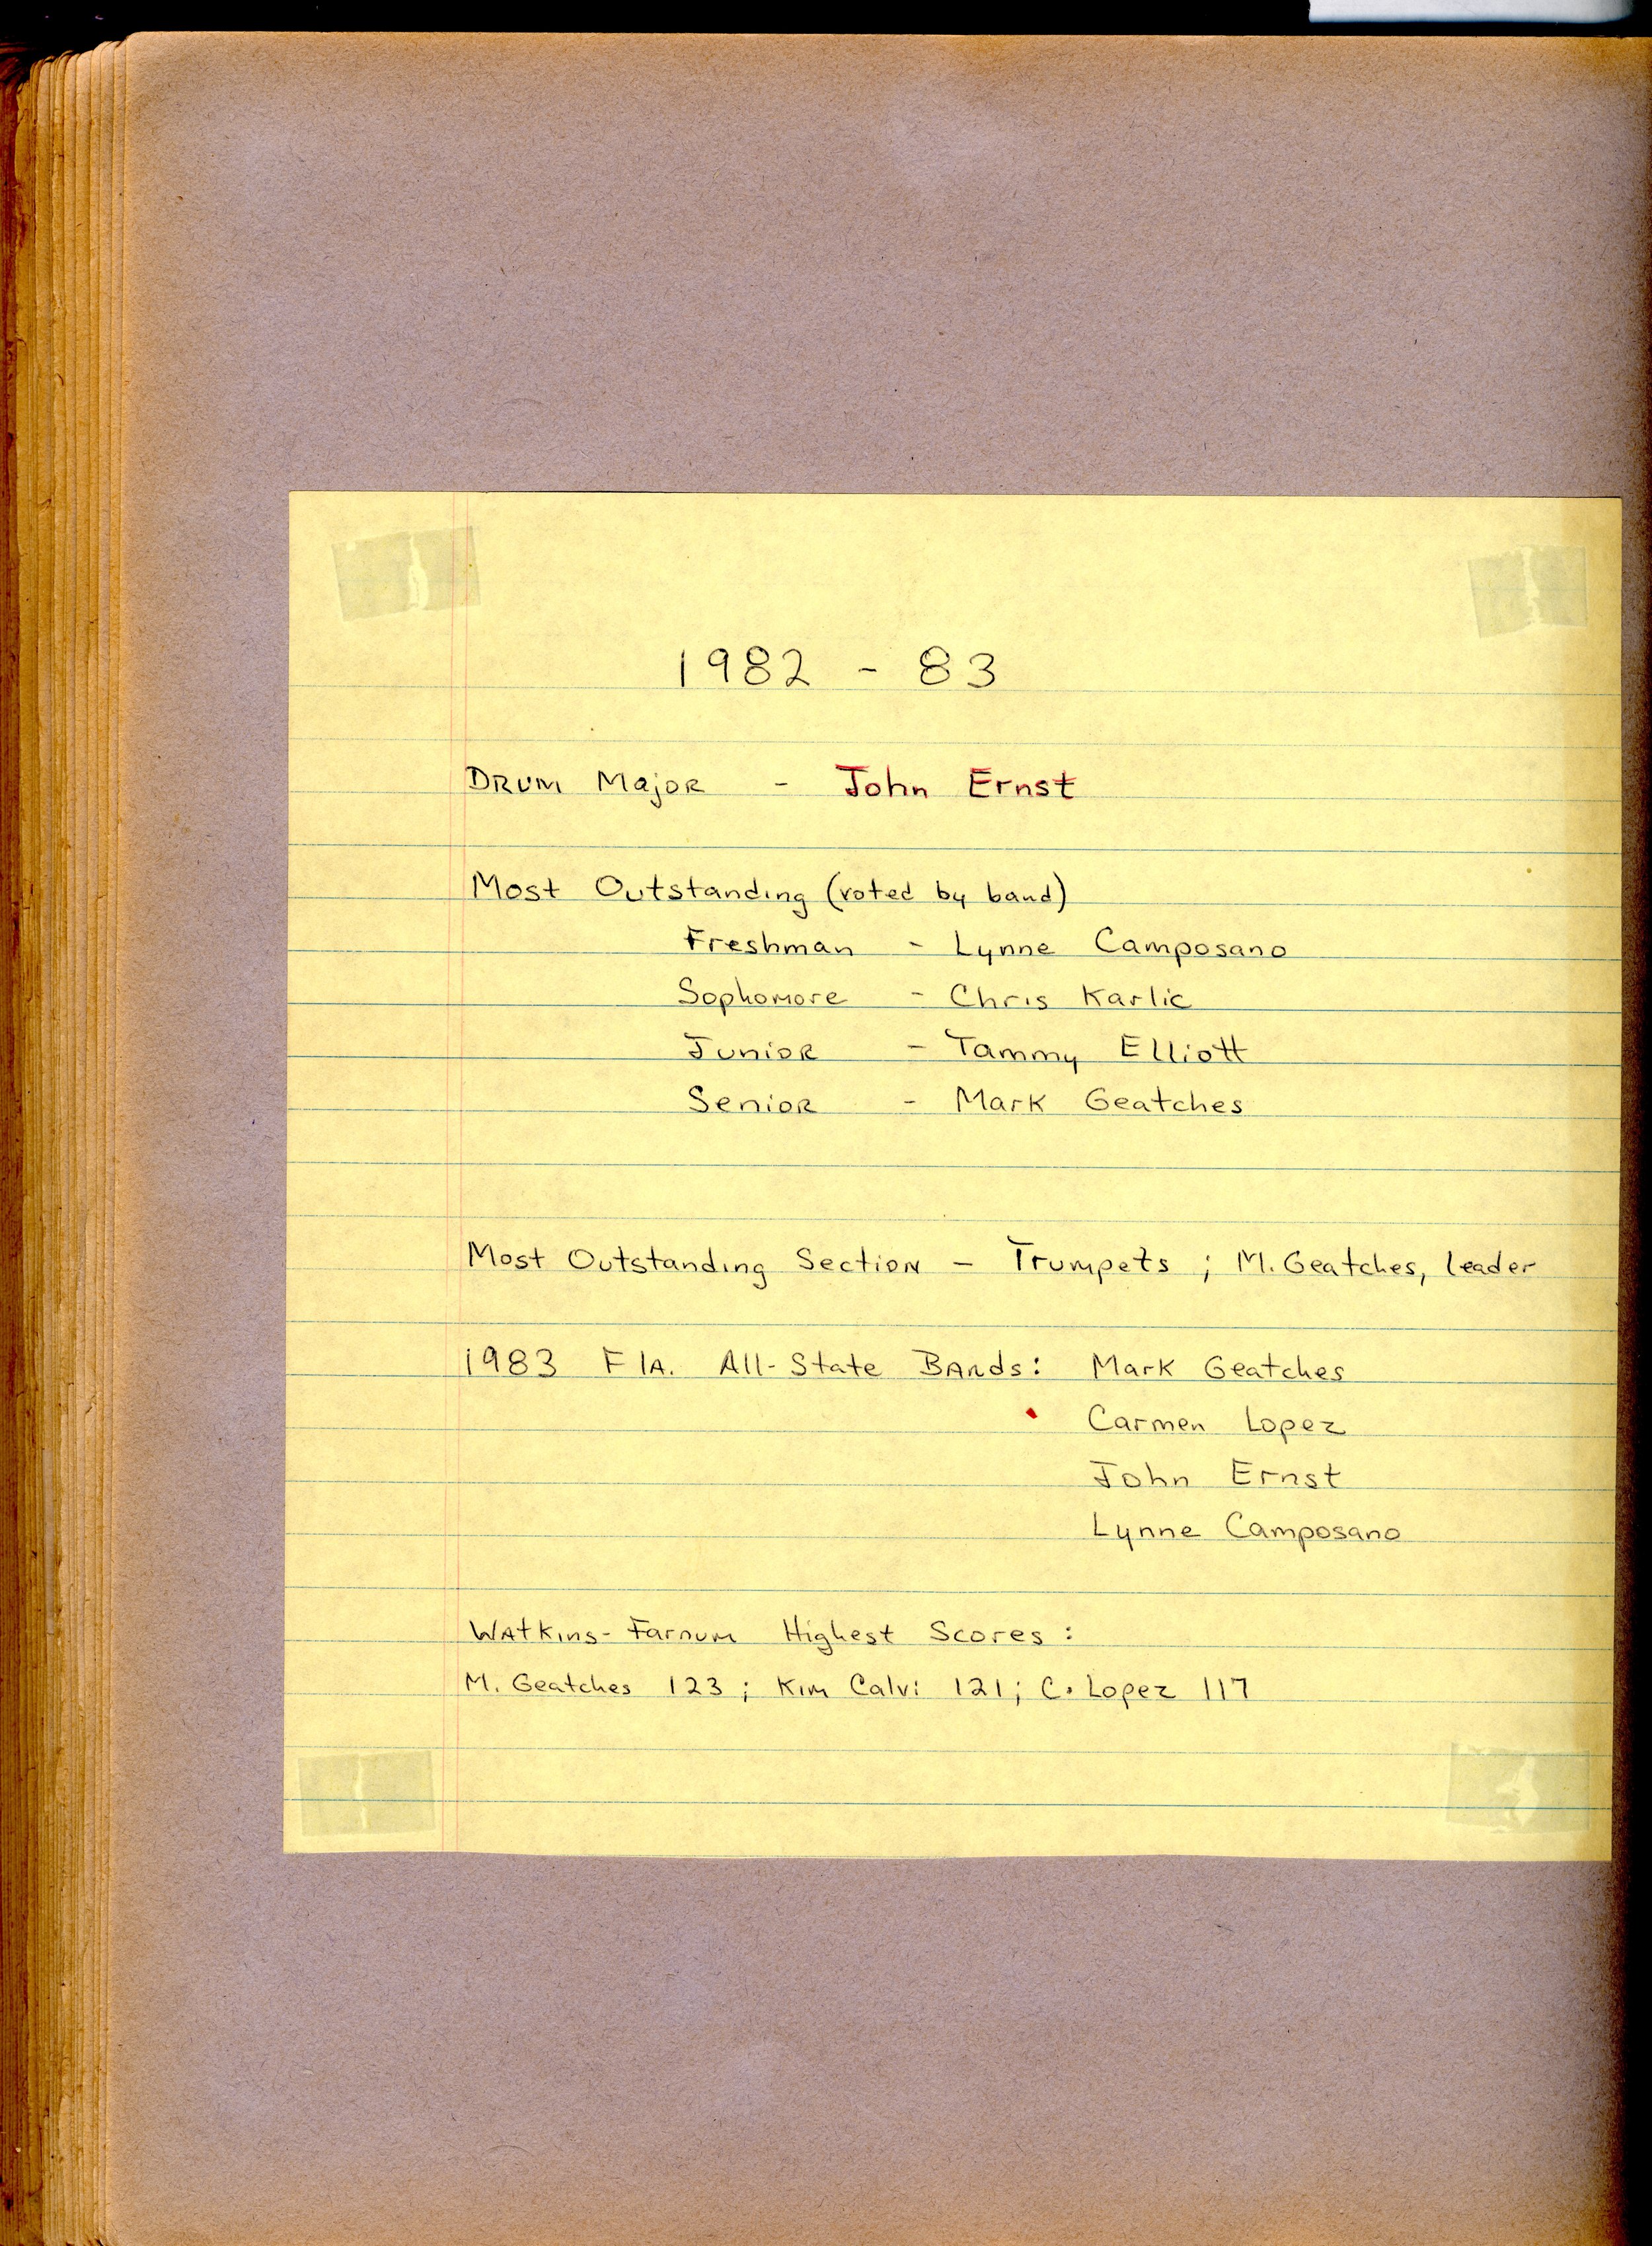 1982 - 83
Drum Major - John Ernst
Most Outstanding (voted by band)
Freshman - Lynne Camposano
Sophomore - Chris Karlic
Junior - Tammy Elliott
Senior - Mark Geatches
Most Outstanding Section - Trumpets ; M. Geatches, leader
1983 Fla. All-State Bands: Mark Geatches
Carmen Lopez
John Ernst
Lynne Camposano
Watkins-Farnum Highest Scores :
M. Geatches 123 ; Kim Calvi 121 ; C. Lopez 117